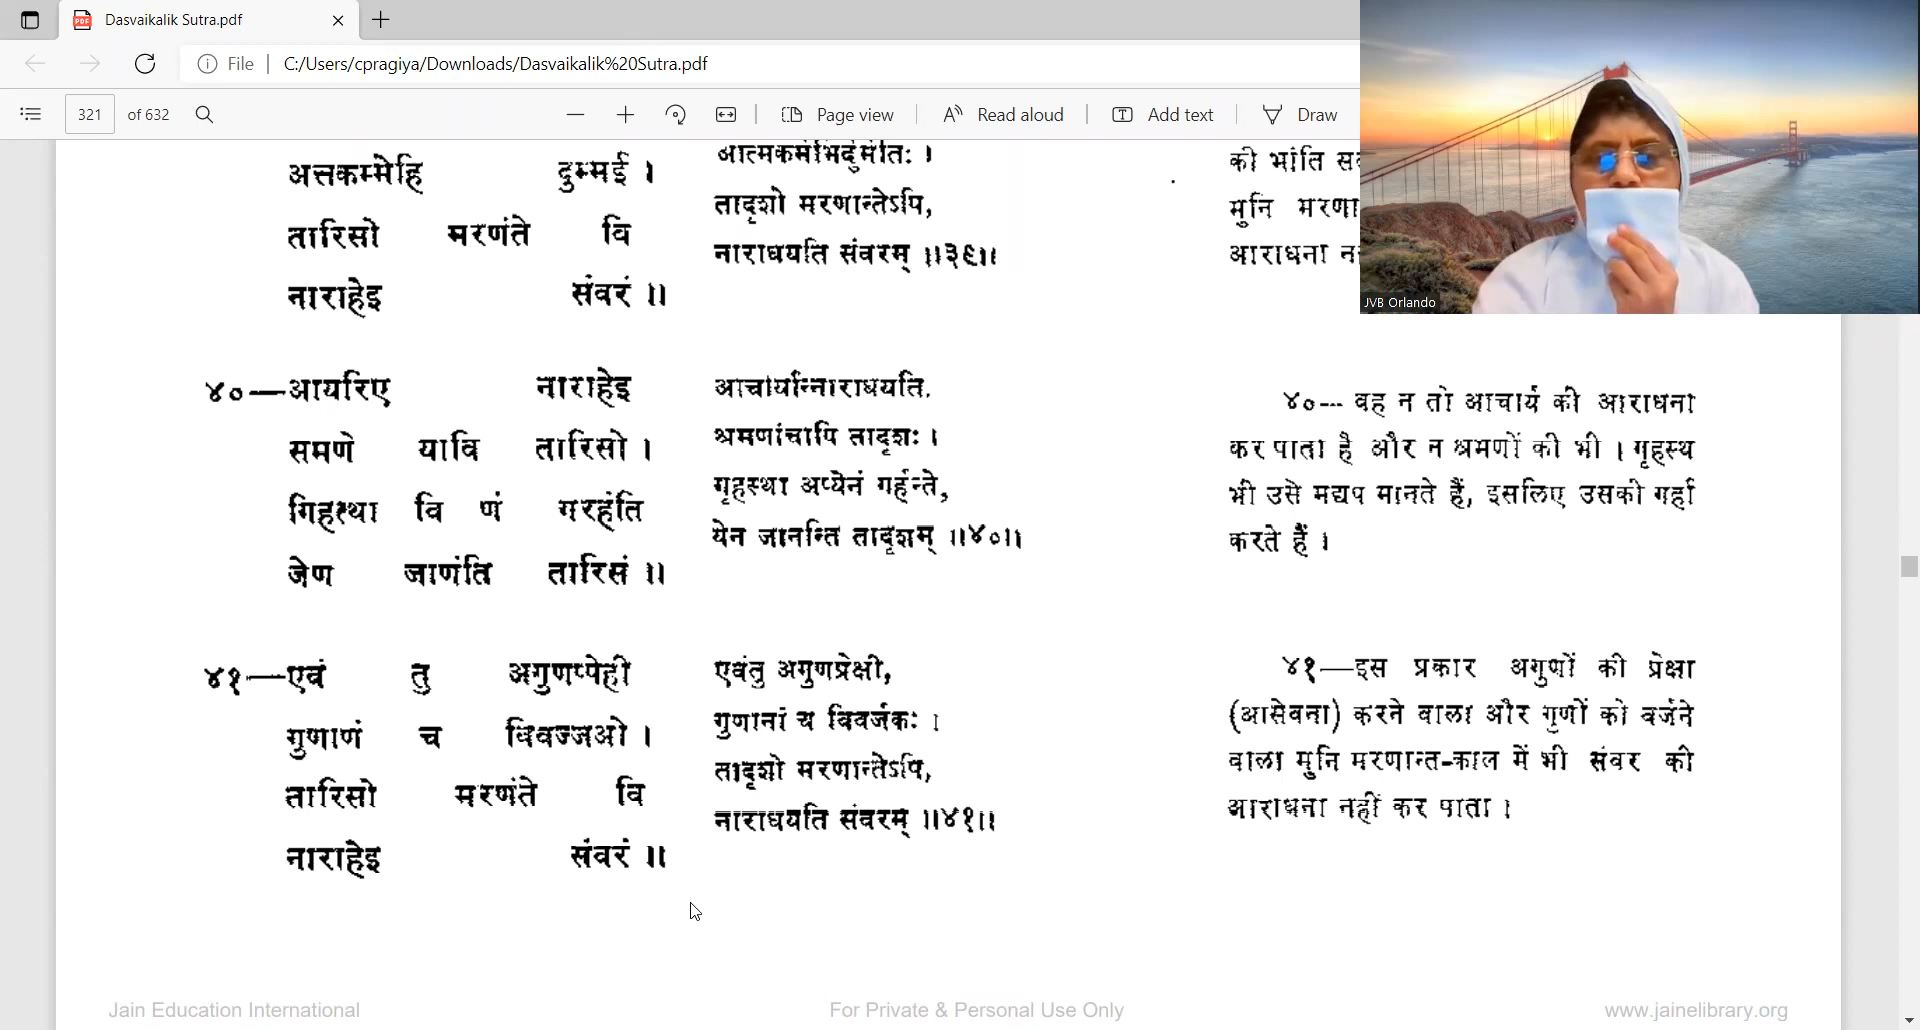 Dasvaikalik Sutra.pdf
File C:/Users/cpragiya/Downloads/Dasvaikalik%20Sutra.pdf
321 of 632 Page view Read aloud Add text Draw
JVB Orlando
अत्तकम्मेहि दुम्मई ।
तारिसो मरणंते वि
नाराहेइ संवरं ॥
आत्मकर्मभिर्दुर्मतिः ।
तादृशो मरणान्तेऽपि,
नाराधयति संवरम् ॥३९॥
की भांति
मुनि
आराधना
४०—आयरिए नाराहेइ
समणे यावि तारिसो ।
गिहत्था वि णं गरहंति
जेण जाणंति तारिसं ॥
आचार्यान्नाराधयति,
श्रमणांचापि तादृशः ।
गृहस्था अप्येनं गर्हन्ते,
येन जानन्ति तादृशम् ॥४०॥
४०— वह न तो आचार्य की आराधना
कर पाता है और न श्रमणों की भी । गृहस्थ
भी उसे मद्यप मानते हैं, इसलिए उसकी गर्हा
करते हैं ।
४१—एवं तु अगुणप्पेही
गुणाणं च विवज्जओ ।
तारिसो मरणंते वि
नाराहेइ संवरं ॥
एवंतु अगुणप्रेक्षी,
गुणानां च विवर्जकः ।
तादृशो मरणान्तेऽपि,
नाराधयति संवरम् ॥४१॥
४१—इस प्रकार अगुणों की प्रेक्षा
(आसेवना) करने वाला और गुणों को वर्जने
वाला मुनि मरणान्त-काल में भी संवर की
आराधना नहीं कर पाता ।
Jain Education International For Private & Personal Use Only www.jainelibrary.org